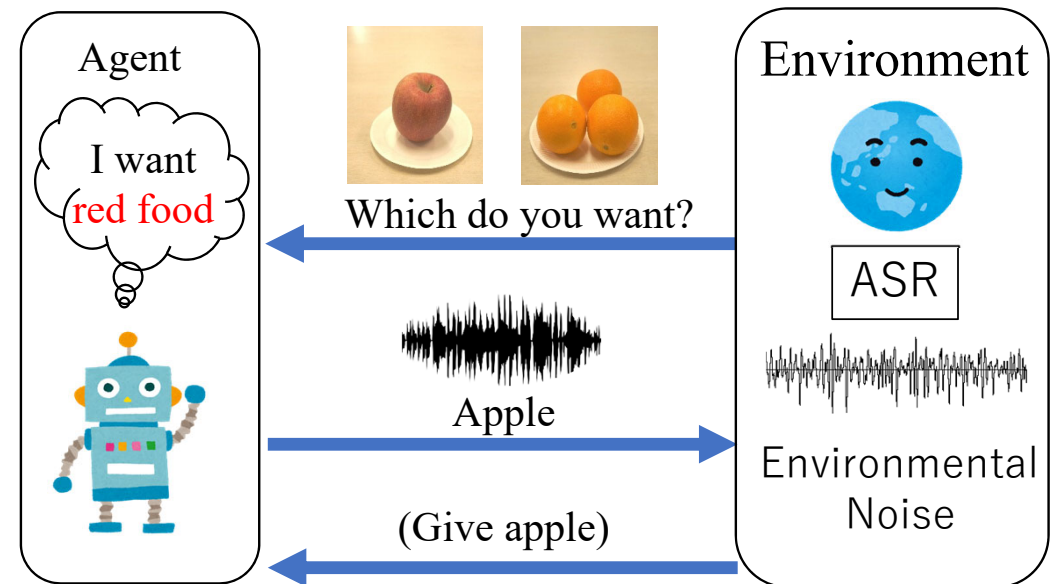 Agent
I want
red food
Which do you want?
Apple
(Give apple)
Environment
ASR
Environmental
Noise